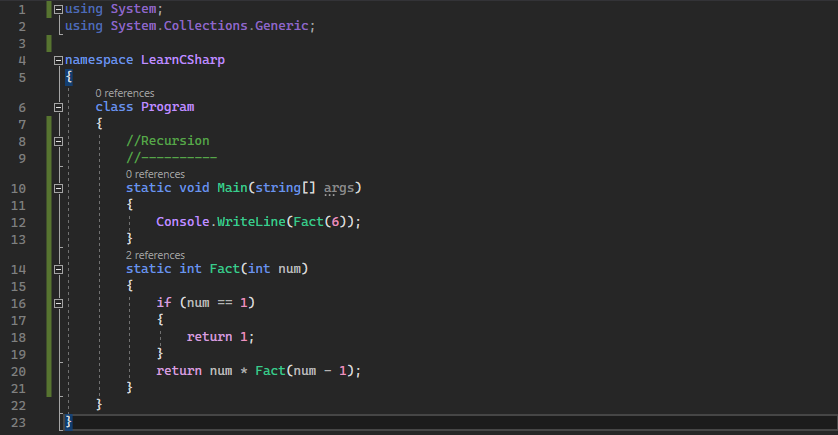 1 using System;
2 using System.Collections.Generic;
3
4 namespace LearnCSharp
5 {
0 references
6 class Program
7 {
8 //Recursion
9 //----------
0 references
10 static void Main(string[] args)
11 {
12 Console.WriteLine(Fact(6));
13 }
2 references
14 static int Fact(int num)
15 {
16 if (num == 1)
17 {
18 return 1;
19 }
20 return num * Fact(num - 1);
21 }
22 }
23 }